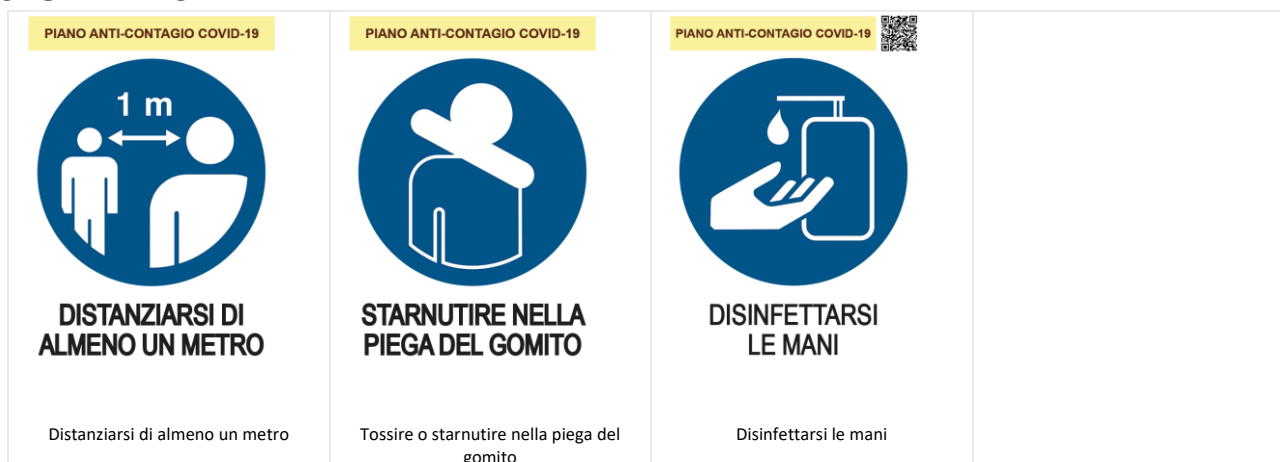 PIANO ANTI-CONTAGIO COVID-19
1 m
DISTANZIARSI DI
ALMENO UN METRO
Distanziarsi di almeno un metro
PIANO ANTI-CONTAGIO COVID-19
STARNUTIRE NELLA
PIEGA DEL GOMITO
Tossire o starnutire nella piega del
gomito
PIANO ANTI-CONTAGIO COVID-19
DISINFETTARSI
LE MANI
Disinfettarsi le mani